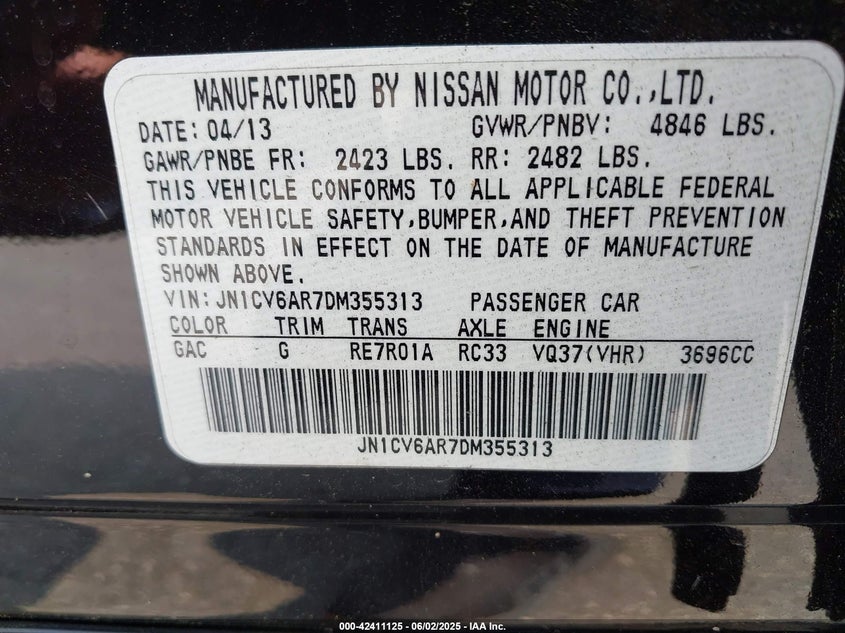 MANUFACTURED BY NISSAN MOTOR CO.,LTD.
DATE: 04/13 GVWR/PNBV: 4846 LBS.
GAWR/PNBE FR: 2423 LBS. RR: 2482 LBS.
THIS VEHICLE CONFORMS TO ALL APPLICABLE FEDERAL
MOTOR VEHICLE SAFETY,BUMPER,AND THEFT PREVENTION
STANDARDS IN EFFECT ON THE DATE OF MANUFACTURE
SHOWN ABOVE.
VIN: JN1CV6AR7DM355313 PASSENGER CAR
COLOR TRIM TRANS AXLE ENGINE
GAC G RE7R01A RC33 VQ37(VHR) 3696CC
JN1CV6AR7DM355313
000-42411125 - 06/02/2025 - IAA Inc.